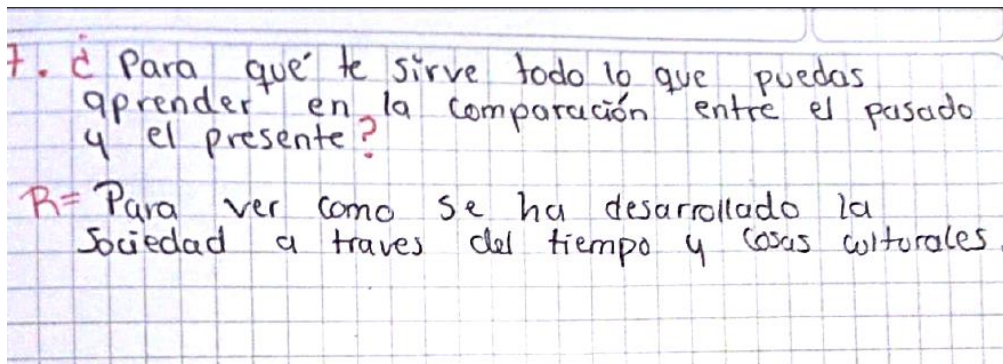 7. ¿Para qué te sirve todo lo que puedas
aprender en la comparación entre el pasado
y el presente?
R= Para ver como se ha desarrollado la
Sociedad a traves del tiempo y cosas culturales.